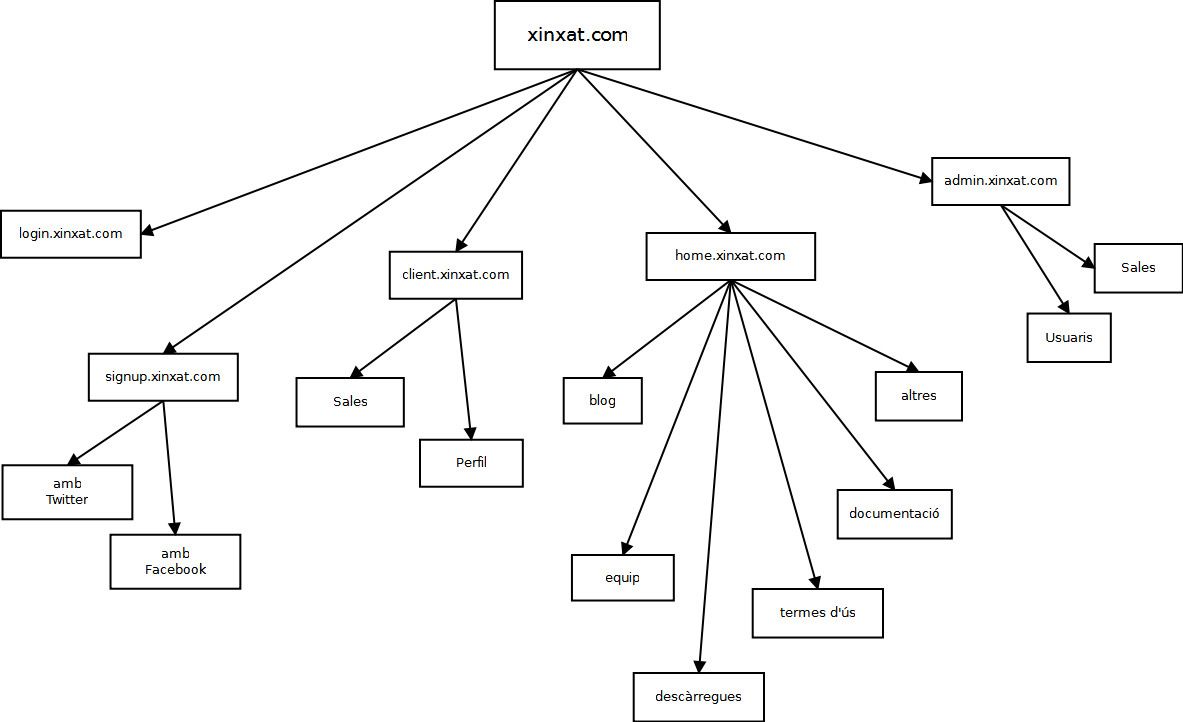 xinxat.com
admin.xinxat.com
login.xinxat.com
home.xinxat.com
client.xinxat.com
Sales
Usuaris
signup.xinxat.com
Sales
blog
altres
Perfil
amb
Twitter
documentació
amb
Facebook
equip
termes d'ús
descàrregues